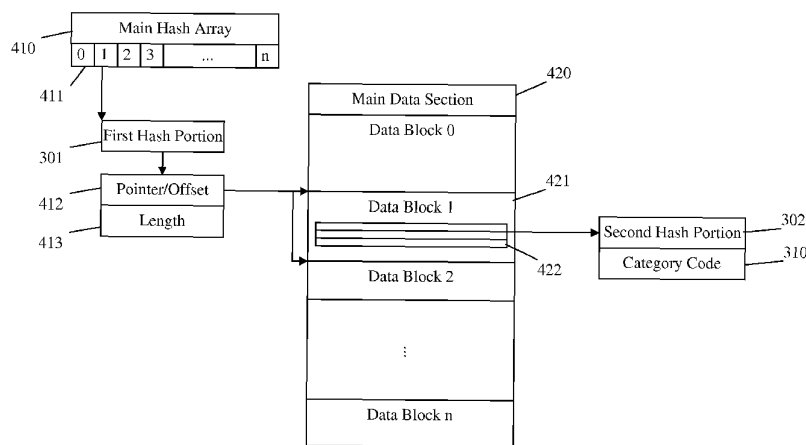 Main Hash Array
410
0 1 2 3 ... n
411
420
Main Data Section
Data Block 0
First Hash Portion
301
Pointer/Offset
412
Length
413
421
Data Block 1
422
302
Second Hash Portion
310
Category Code
Data Block 2
...
Data Block n